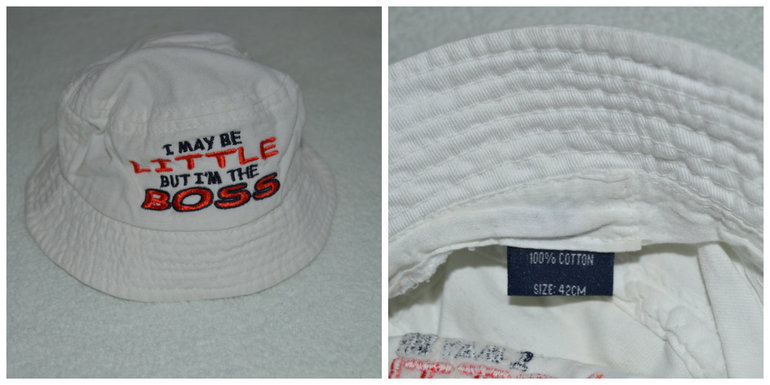 I MAY BE
LITTLE
BUT I'M THE
BOSS
100% COTTON
SIZE: 42CM